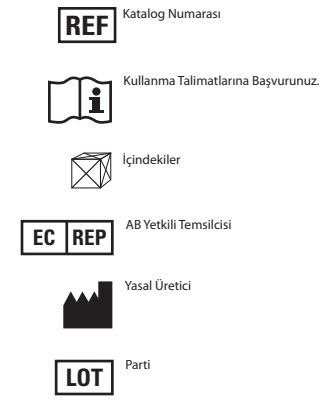 REF Katalog Numarası
i Kullanma Talimatlarına Başvurunuz.
İçindekiler
EC REP AB Yetkili Temsilcisi
Yasal Üretici
LOT Parti